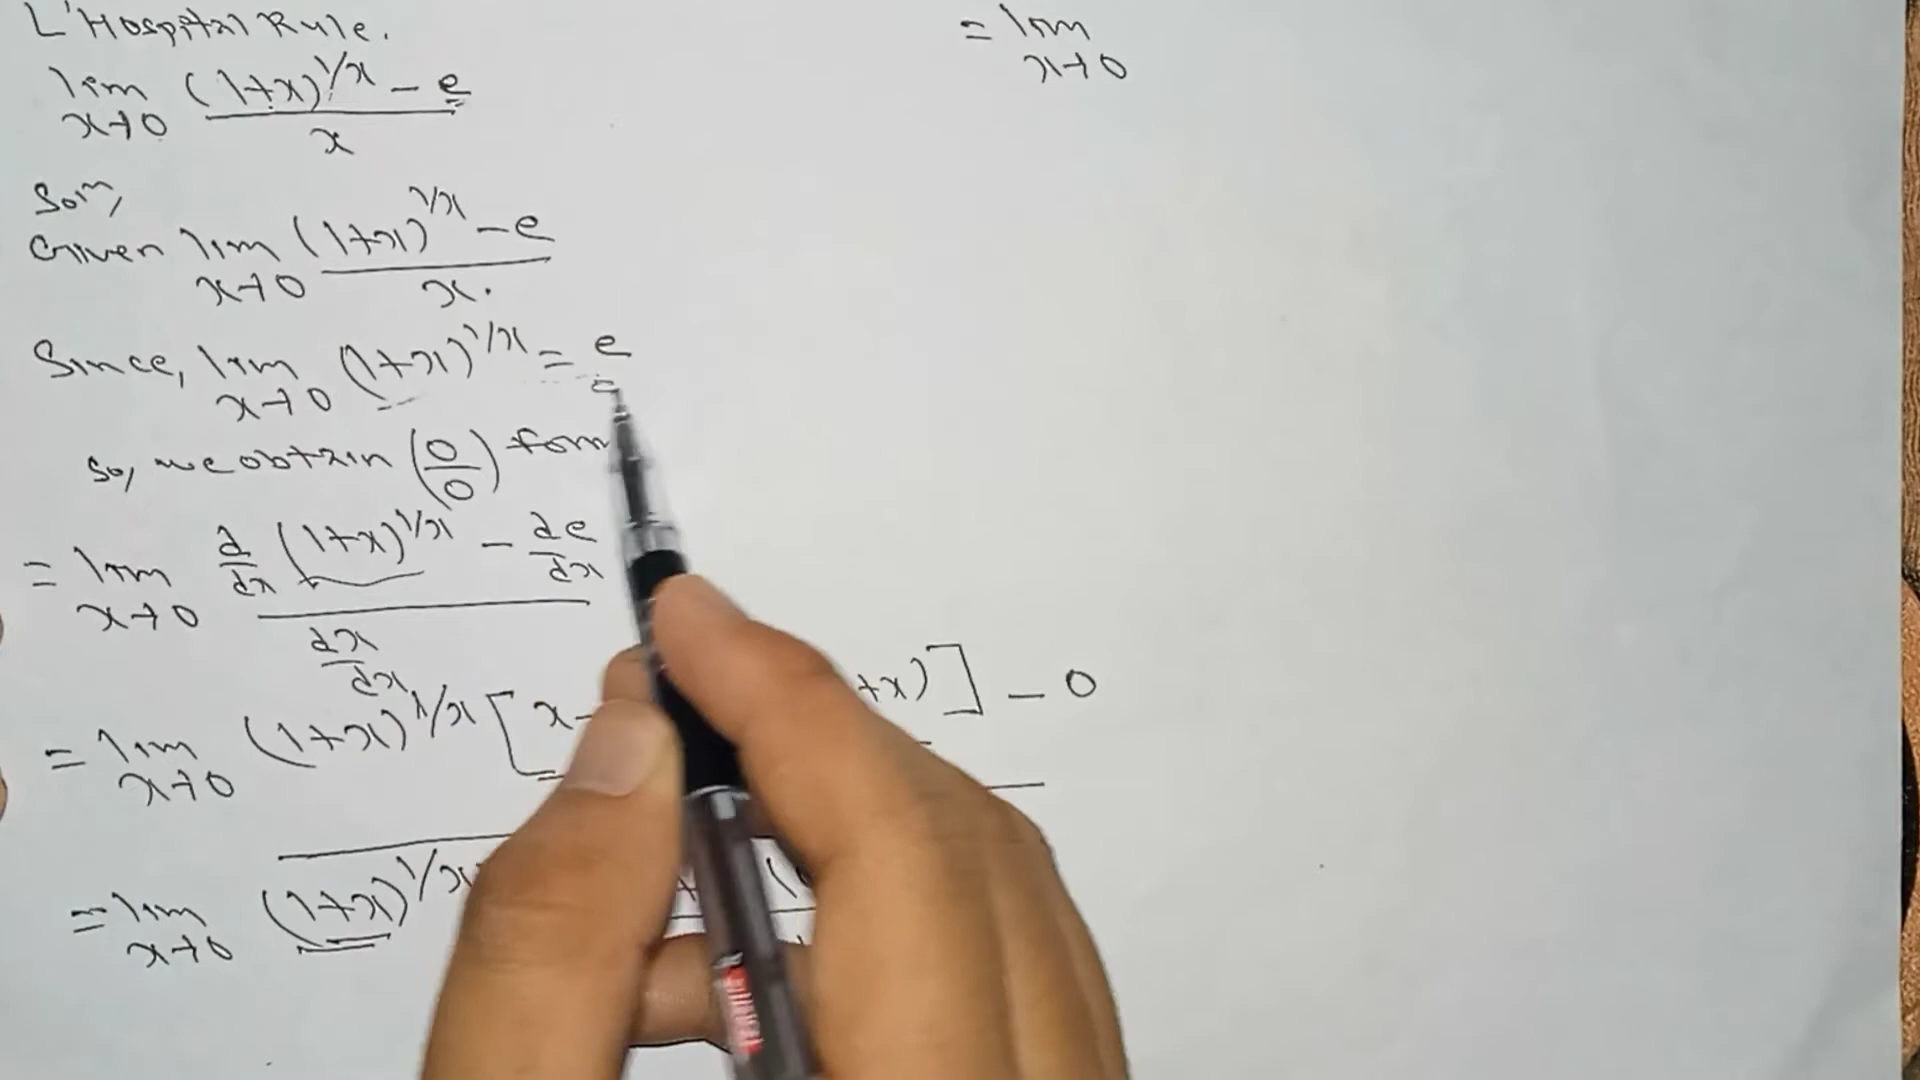 L'Hospital Rule.
lim x→0 ((1+x)^1/x - e)/x
Soln,
Given lim x→0 ((1+x)^1/x - e)/x.
Since, lim x→0 (1+x)^1/x = e
So, we obtain (0/0) form
= lim x→0 (d/dx (1+x)^1/x - de/dx)/(dx/dx)
= lim x→0 (1+x)^1/x [x- +x)] - 0
= lim x→0 (1+x)^1/x
= lim x→0